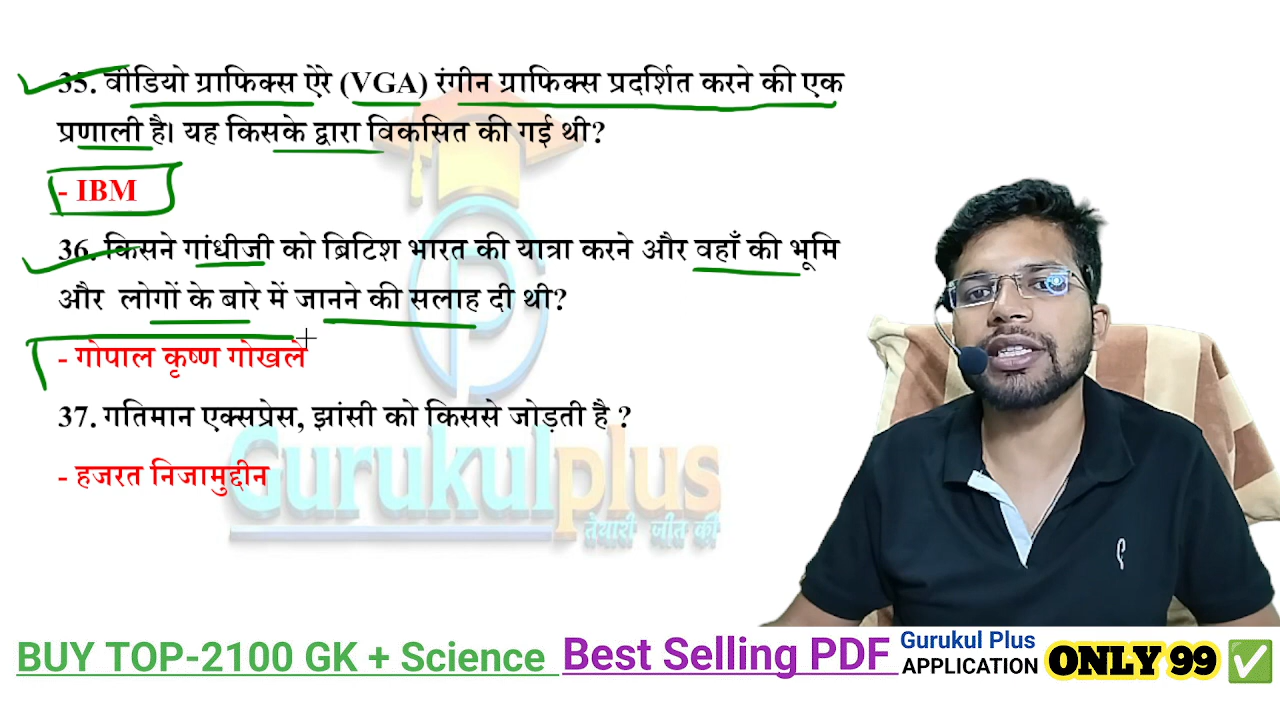 35. वीडियो ग्राफिक्स ऐरे (VGA) रंगीन ग्राफिक्स प्रदर्शित करने की एक
प्रणाली है। यह किसके द्वारा विकसित की गई थी?
- IBM
36. किसने गांधीजी को ब्रिटिश भारत की यात्रा करने और वहाँ की भूमि
और लोगों के बारे में जानने की सलाह दी थी?
- गोपाल कृष्ण गोखले
37. गतिमान एक्सप्रेस, झांसी को किससे जोड़ती है ?
- हजरत निजामुद्दीन
Gurukulplus
तैयारी जीत की
BUY TOP-2100 GK + Science Best Selling PDF
Gurukul Plus
APPLICATION
ONLY 99